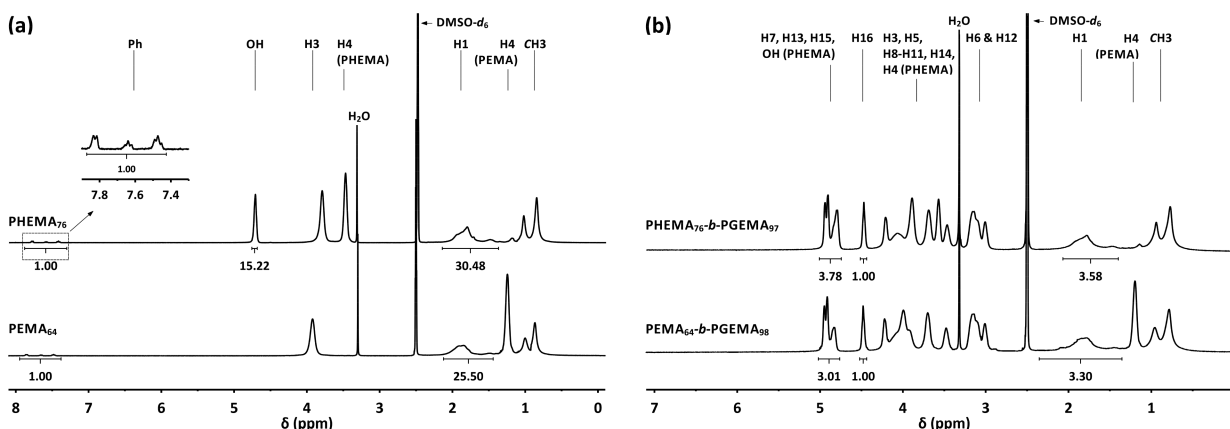 (a)
DMSO-d6
Ph
OH
H3
H4
(PHEMA)
H1
H4
(PEMA)
CH3
H2O
1.00
7.8 7.6 7.4
PHEMA76
1.00
15.22
30.48
PEMA64
1.00
25.50
8 7 6 5 4 3 2 1 0
δ (ppm)
(b)
H2O
DMSO-d6
H7, H13, H15,
OH (PHEMA)
H16
H3, H5,
H8-H11, H14,
H4 (PHEMA)
H6 & H12
H1
H4
(PEMA)
CH3
PHEMA76-b-PGEMA97
3.78
1.00
3.58
PEMA64-b-PGEMA98
3.01
1.00
3.30
7 6 5 4 3 2 1
δ (ppm)